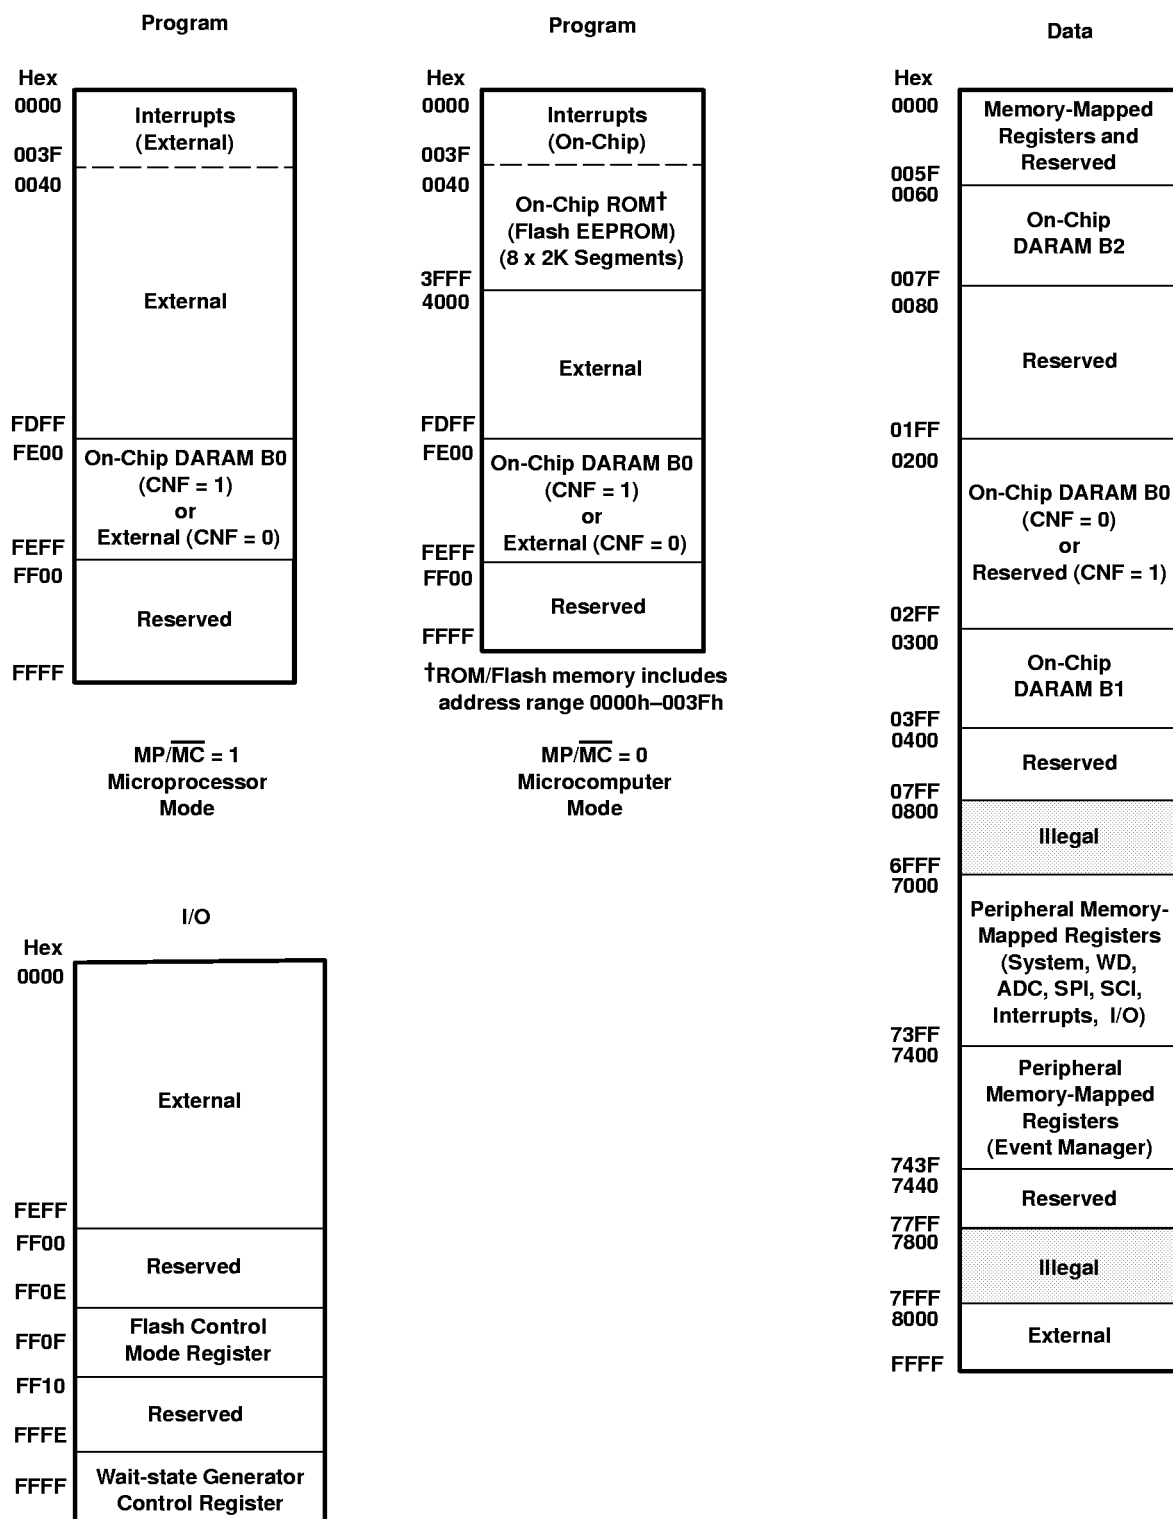 Program
Hex
0000
Interrupts
(External)
003F
0040
External
FDFF
FE00
On-Chip DARAM B0
(CNF = 1)
or
External (CNF = 0)
FEFF
FF00
Reserved
FFFF
MP/MC = 1
Microprocessor
Mode
Program
Hex
0000
Interrupts
(On-Chip)
003F
0040
On-Chip ROM†
(Flash EEPROM)
(8 x 2K Segments)
3FFF
4000
External
FDFF
FE00
On-Chip DARAM B0
(CNF = 1)
or
External (CNF = 0)
FEFF
FF00
Reserved
FFFF
†ROM/Flash memory includes
address range 0000h–003Fh
MP/MC = 0
Microcomputer
Mode
I/O
Hex
0000
External
FEFF
FF00
Reserved
FF0E
FF0F
Flash Control
Mode Register
FF10
Reserved
FFFE
FFFF
Wait-state Generator
Control Register
Data
Hex
0000
Memory-Mapped
Registers and
Reserved
005F
0060
On-Chip
DARAM B2
007F
0080
Reserved
01FF
0200
On-Chip DARAM B0
(CNF = 0)
or
Reserved (CNF = 1)
02FF
0300
On-Chip
DARAM B1
03FF
0400
Reserved
07FF
0800
Illegal
6FFF
7000
Peripheral Memory-
Mapped Registers
(System, WD,
ADC, SPI, SCI,
Interrupts, I/O)
73FF
7400
Peripheral
Memory-Mapped
Registers
(Event Manager)
743F
7440
Reserved
77FF
7800
Illegal
7FFF
8000
External
FFFF